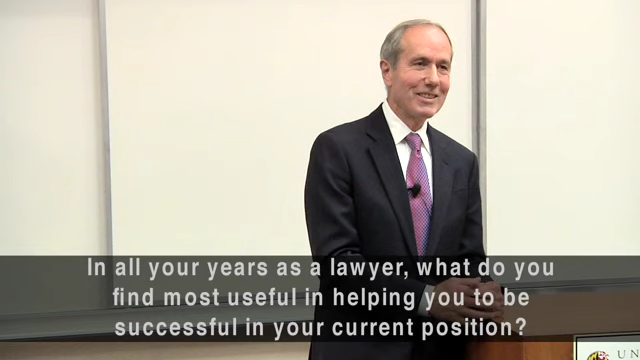 In all your years as a lawyer, what do you
find most useful in helping you to be
successful in your current position?
UN